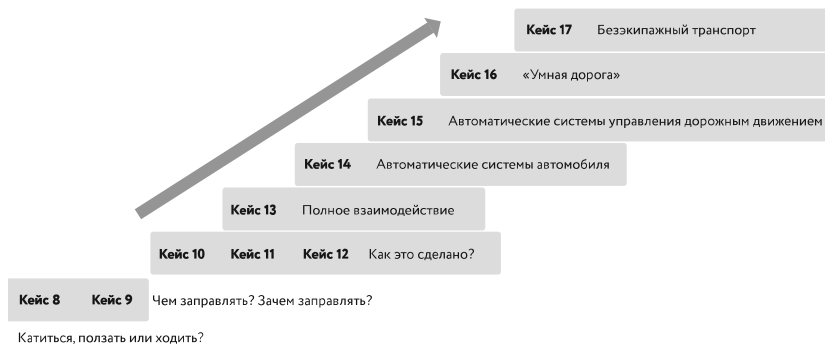 Кейс 17 Безэкипажный транспорт
Кейс 16 «Умная дорога»
Кейс 15 Автоматические системы управления дорожным движением
Кейс 14 Автоматические системы автомобиля
Кейс 13 Полное взаимодействие
Кейс 10 Кейс 11 Кейс 12 Как это сделано?
Кейс 8 Кейс 9 Чем заправлять? Зачем заправлять?
Катиться, ползать или ходить?